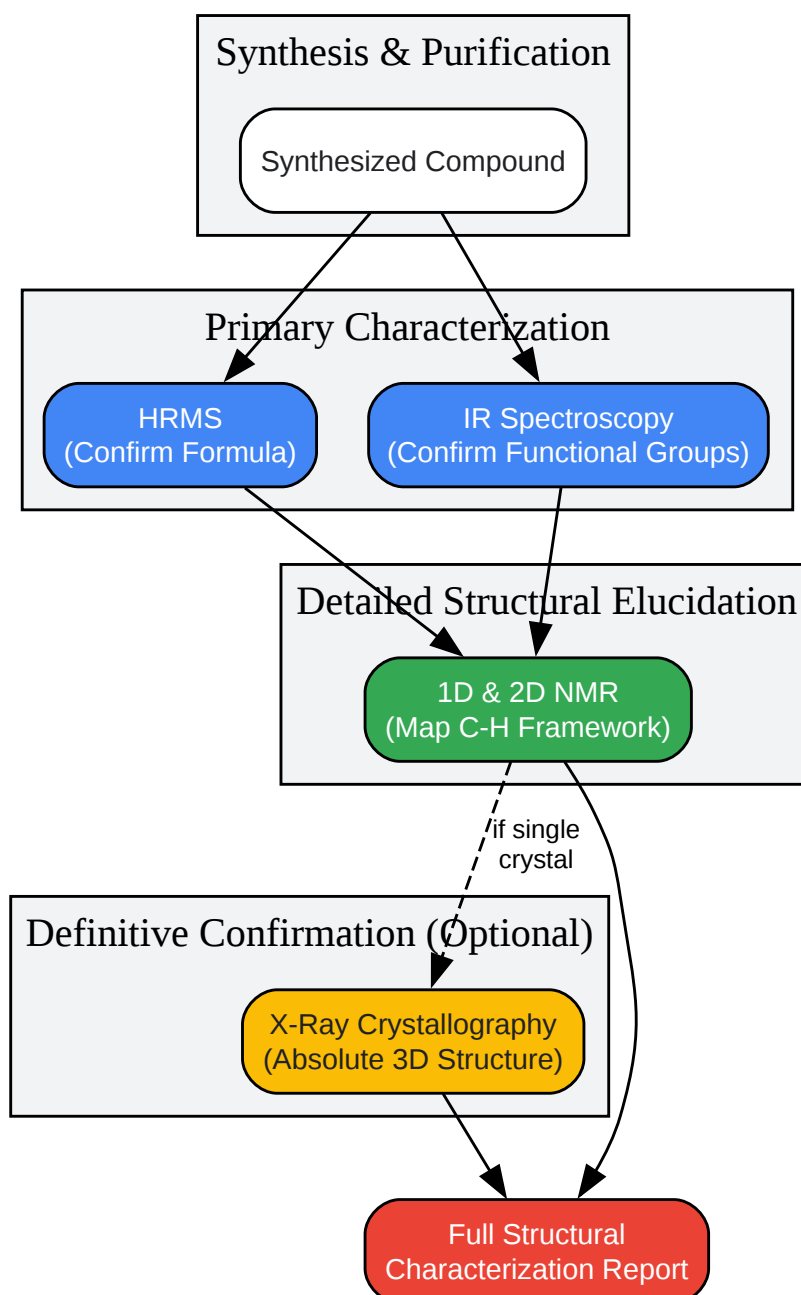 Synthesis & Purification
Synthesized Compound
Primary Characterization
HRMS
(Confirm Formula)
IR Spectroscopy
(Confirm Functional Groups)
Detailed Structural Elucidation
1D & 2D NMR
(Map C-H Framework)
if single
crystal
Definitive Confirmation (Optional)
X-Ray Crystallography
(Absolute 3D Structure)
Full Structural
Characterization Report